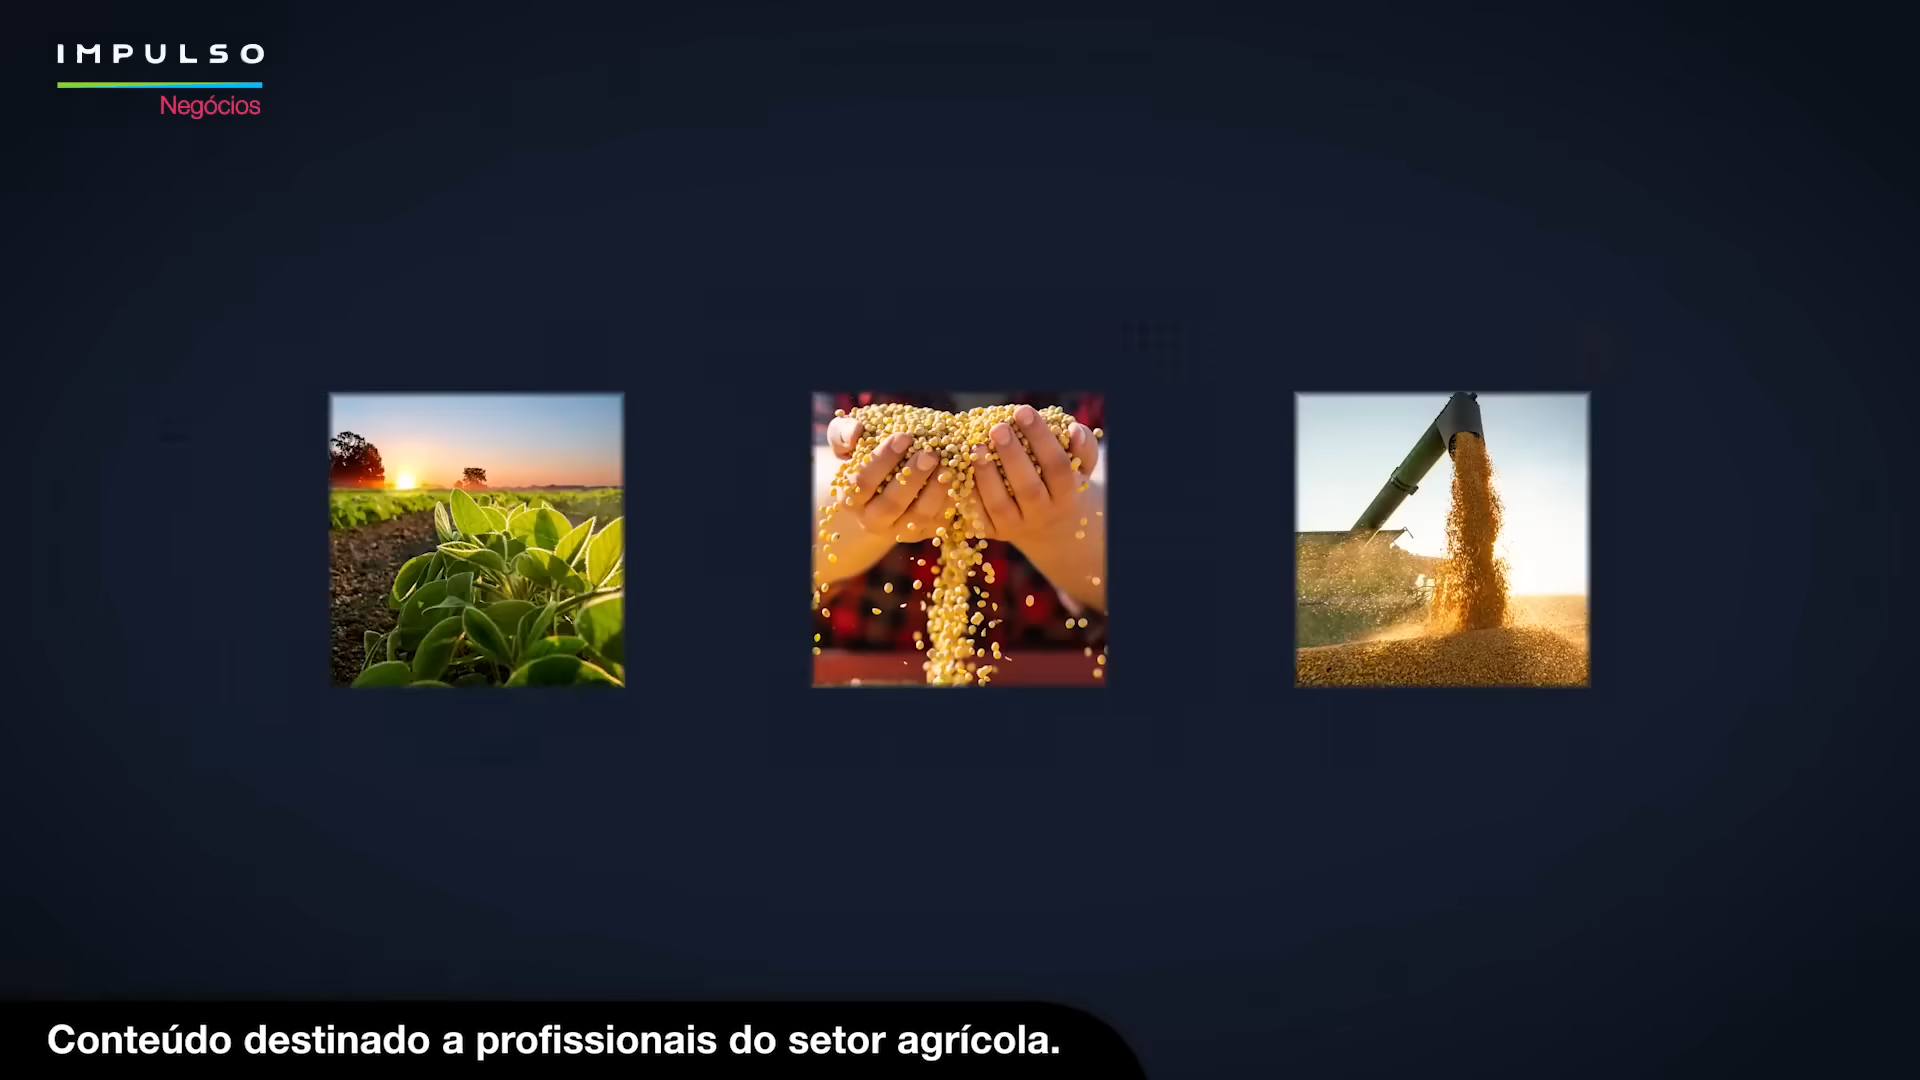 IMPULSO
Negócios
Conteúdo destinado a profissionais do setor agrícola.